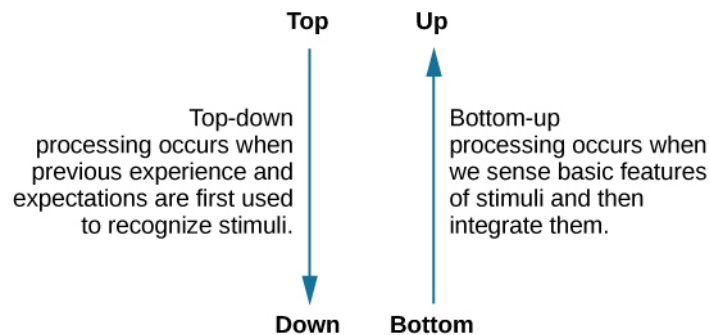 Top
Up
Top-down
processing occurs when
previous experience and
expectations are first used
to recognize stimuli.
Bottom-up
processing occurs when
we sense basic features
of stimuli and then
integrate them.
Down
Bottom